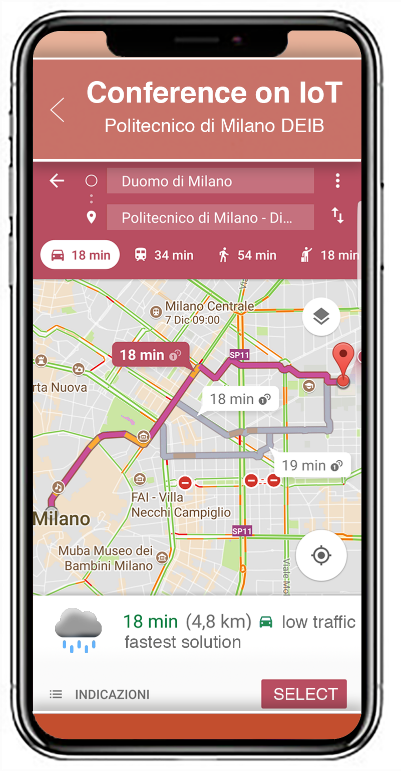 Conference on IoT
Politecnico di Milano DEIB
Duomo di Milano
Politecnico di Milano - Di...
18 min
34 min
54 min
18 min
Milano Centrale
7 Dic 09:00
Via
SP11
18 min
rta Nuova
18 min
19 min
FAI - Villa
Necchi Campiglio
Milano
SP11
Muba Museo dei
Bambini Milano
Viale
18 min (4,8 km) low traffic
fastest solution
INDICAZIONI
SELECT